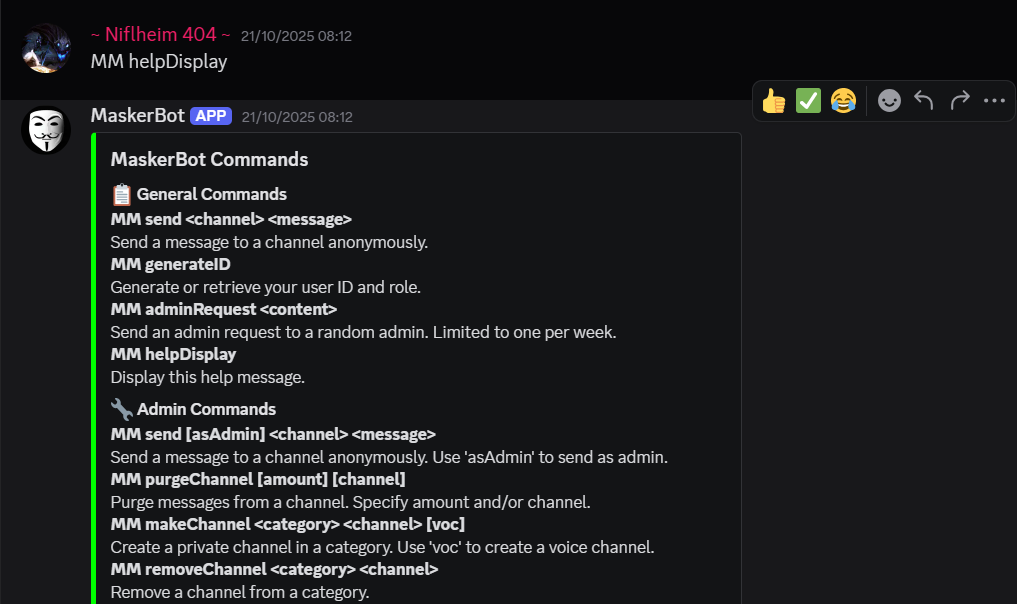 ~ Niflheim 404 ~ 21/10/2025 08:12
MM helpDisplay
MaskerBot APP 21/10/2025 08:12
MaskerBot Commands
📋 General Commands
MM send <channel> <message>
Send a message to a channel anonymously.
MM generateID
Generate or retrieve your user ID and role.
MM adminRequest <content>
Send an admin request to a random admin. Limited to one per week.
MM helpDisplay
Display this help message.
🔧 Admin Commands
MM send [asAdmin] <channel> <message>
Send a message to a channel anonymously. Use 'asAdmin' to send as admin.
MM purgeChannel [amount] [channel]
Purge messages from a channel. Specify amount and/or channel.
MM makeChannel <category> <channel> [voc]
Create a private channel in a category. Use 'voc' to create a voice channel.
MM removeChannel <category> <channel>
Remove a channel from a category.